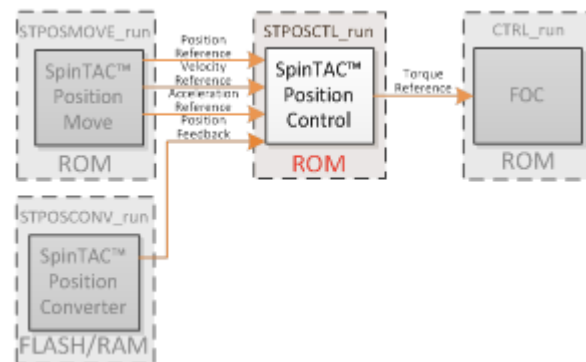 STPOSMOVE_run
SpinTAC™
Position
Move
ROM
Position
Reference
Velocity
Reference
Acceleration
Reference
Position
Feedback
STPOSCTL_run
SpinTAC™
Position
Control
ROM
Torque
Reference
CTRL_run
FOC
ROM
STPOSCONV_run
SpinTAC™
Position
Converter
FLASH/RAM